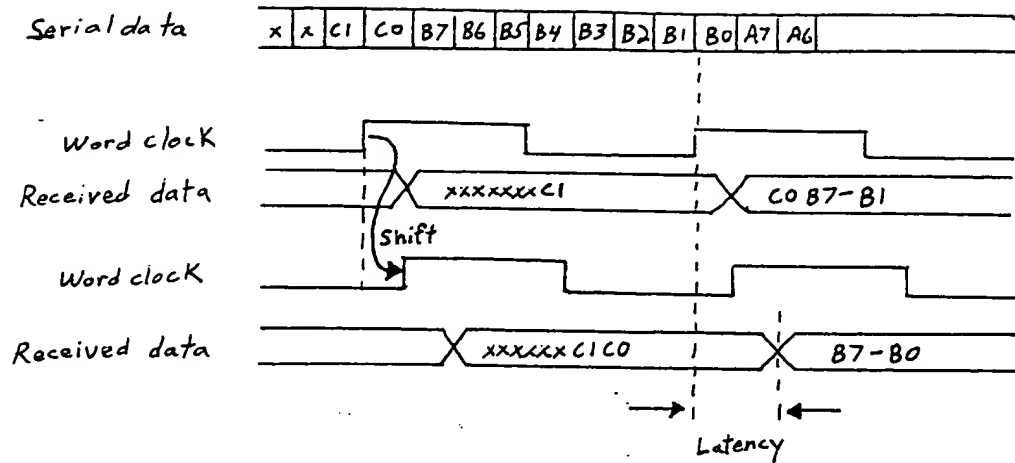 Serial data x x C1 C0 B7 B6 B5 B4 B3 B2 B1 B0 A7 A6
Word clock
Received data xxxxxxxC1 C0 B7-B1
Shift
Word clock
Received data xxxxxxC1C0 B7-B0
Latency